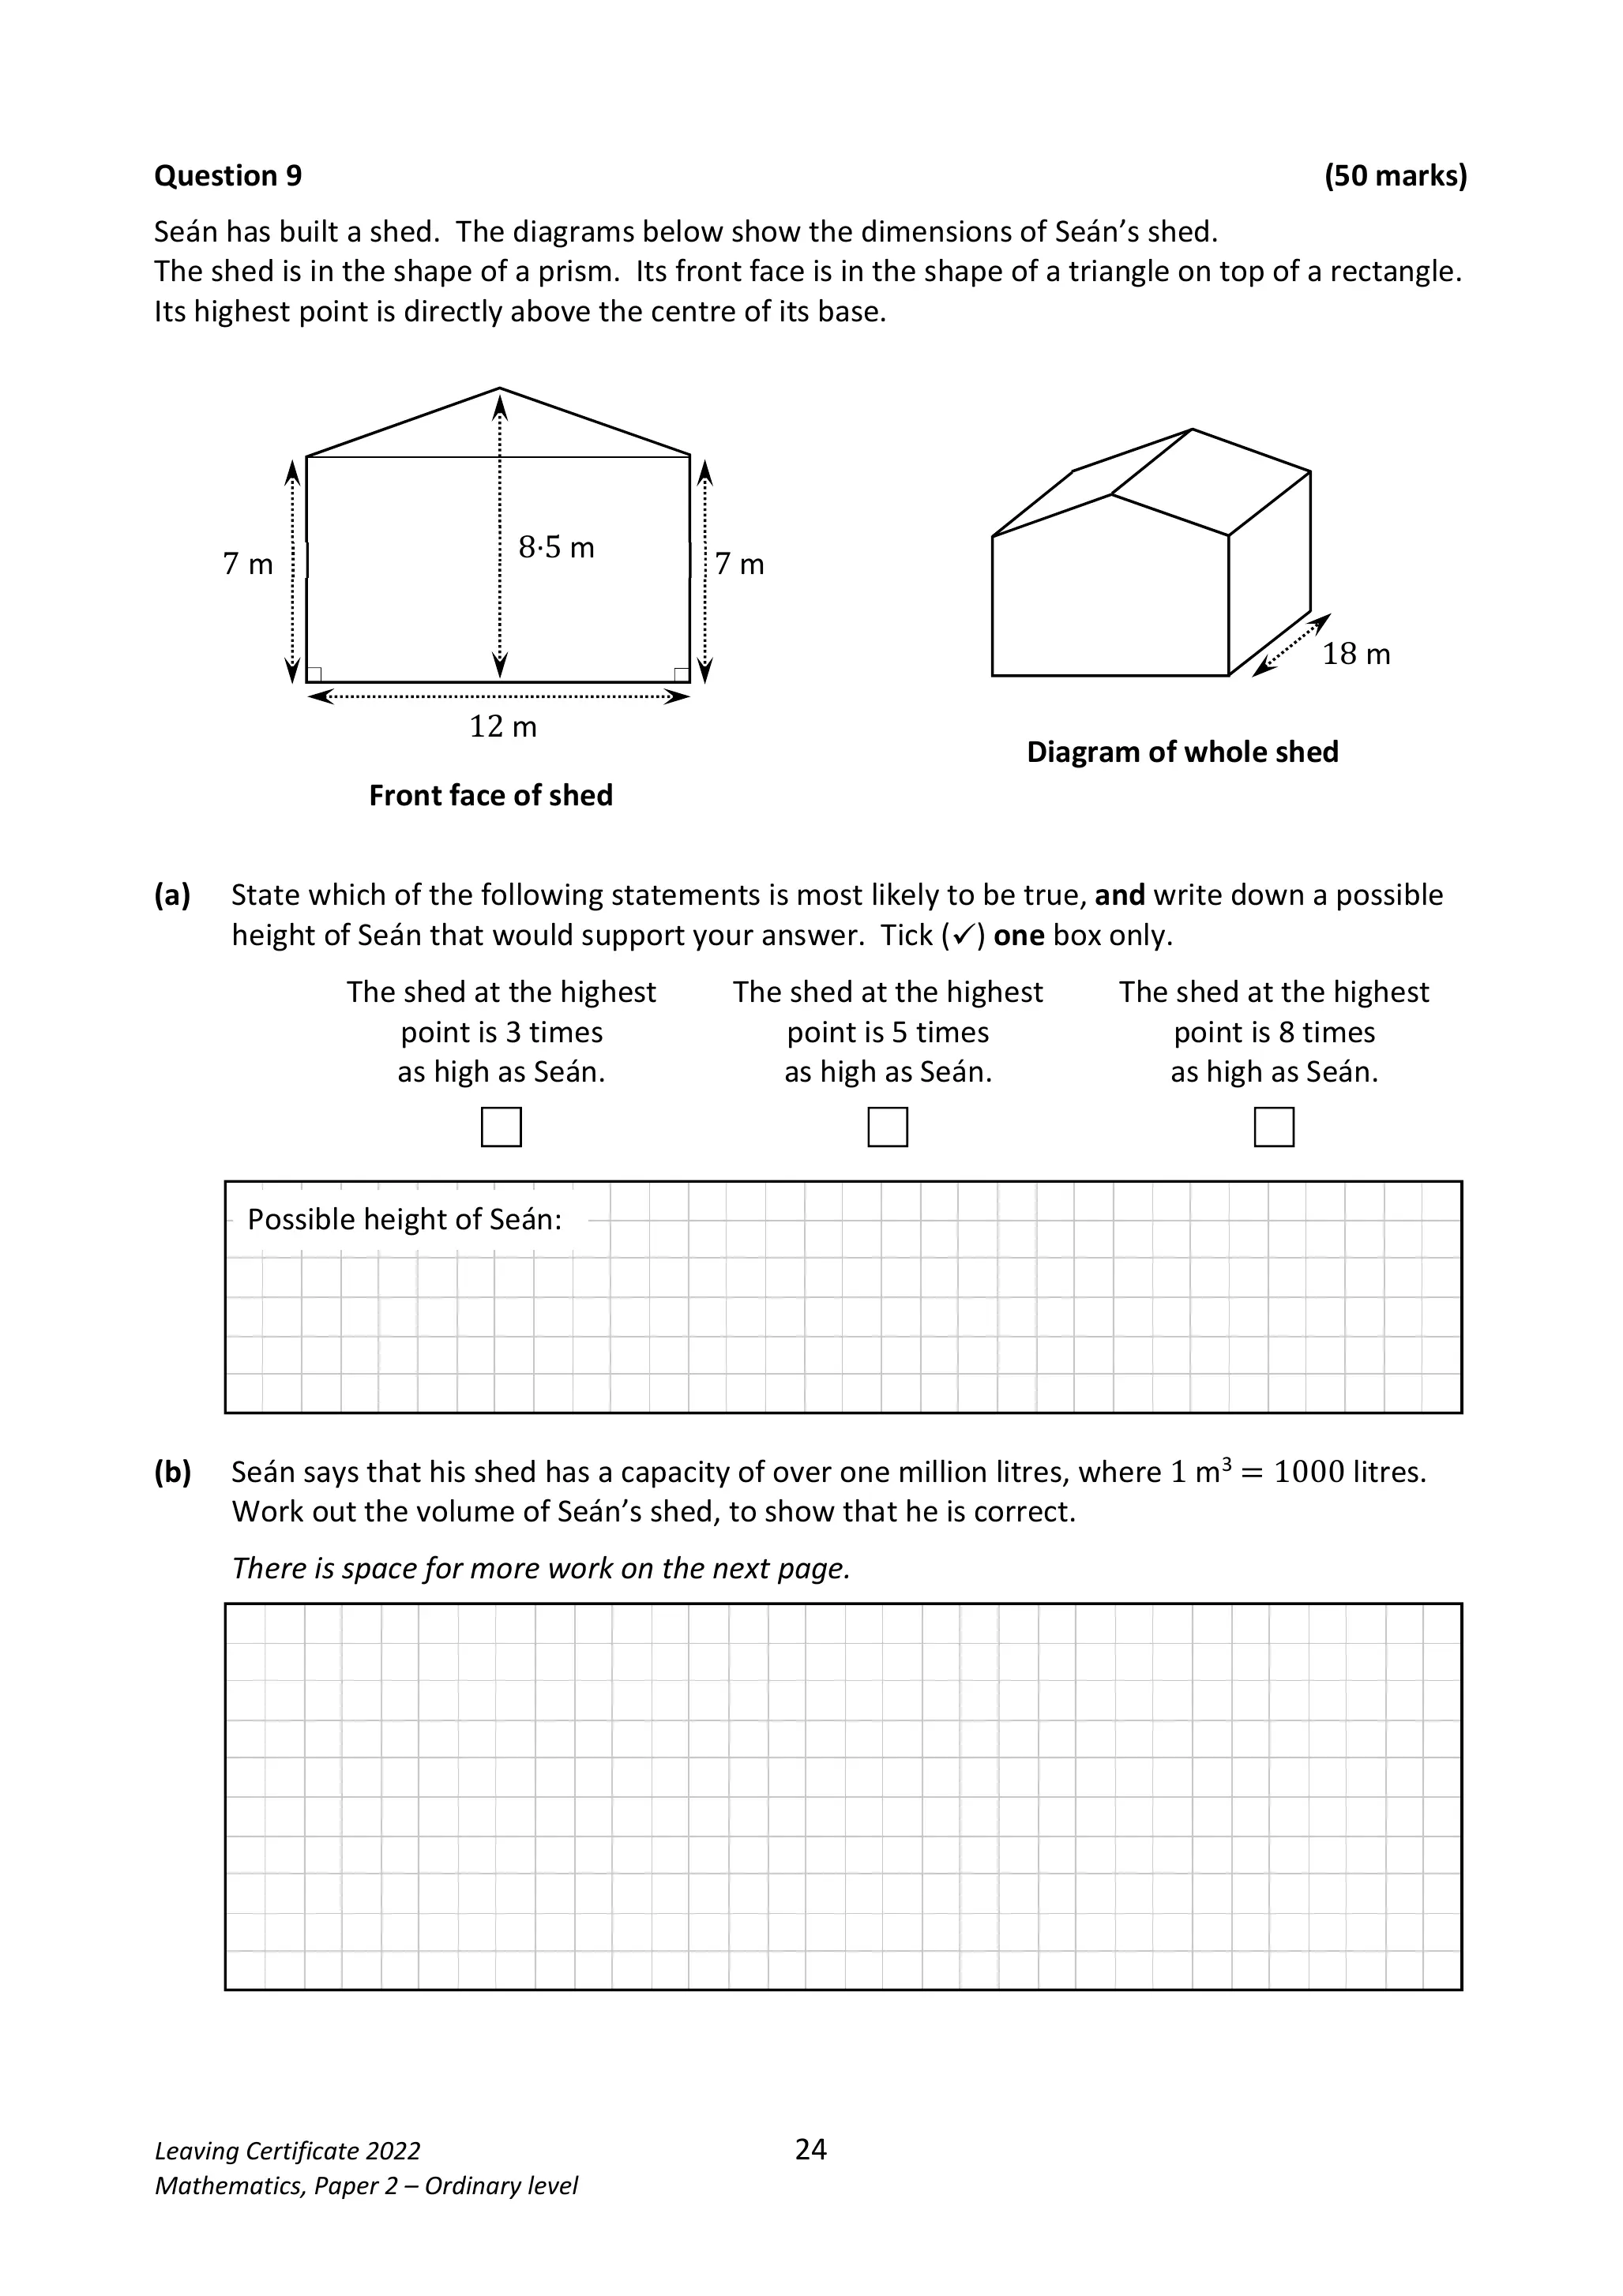 Question 9 (50 marks)
Seán has built a shed. The diagrams below show the dimensions of Seán’s shed.
The shed is in the shape of a prism. Its front face is in the shape of a triangle on top of a rectangle.
Its highest point is directly above the centre of its base.
8·5 m
7 m
7 m
12 m
Front face of shed
18 m
Diagram of whole shed
(a) State which of the following statements is most likely to be true, and write down a possible
height of Seán that would support your answer. Tick (✓) one box only.
The shed at the highest
point is 3 times
as high as Seán.
The shed at the highest
point is 5 times
as high as Seán.
The shed at the highest
point is 8 times
as high as Seán.
Possible height of Seán:
(b) Seán says that his shed has a capacity of over one million litres, where 1 m³ = 1000 litres.
Work out the volume of Seán’s shed, to show that he is correct.
There is space for more work on the next page.
Leaving Certificate 2022
24
Mathematics, Paper 2 – Ordinary level